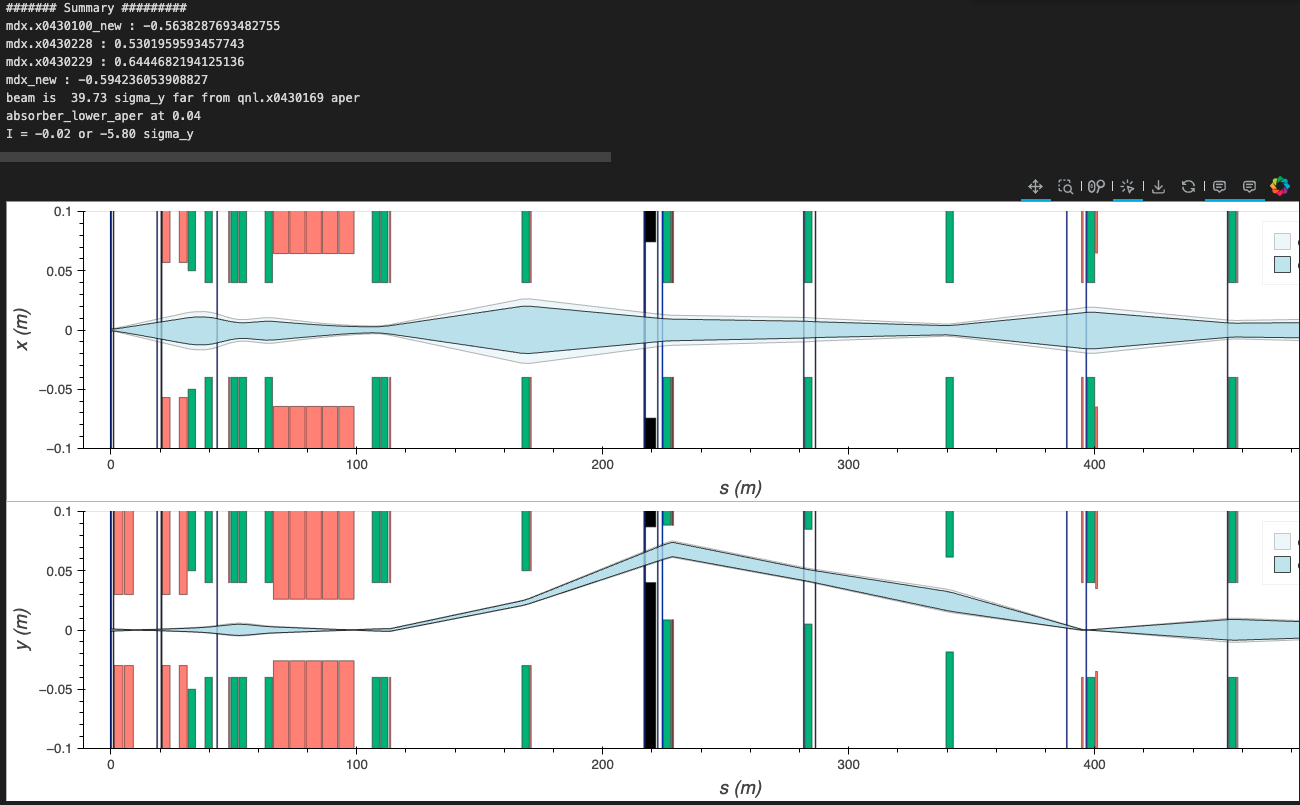 ####### Summary #########
mdx.x0430100_new : -0.5638287693482755
mdx.x0430228 : 0.5301959593457743
mdx.x0430229 : 0.6444682194125136
mdx_new : -0.594236053908827
beam is  39.73 sigma_y far from qnl.x0430169 aper
absorber_lower_aper at 0.04
I = -0.02 or -5.80 sigma_y
0.1
0.05
0
−0.05
−0.1
x (m)
0
100
200
300
400
s (m)
0.1
0.05
0
−0.05
−0.1
y (m)
0
100
200
300
400
s (m)